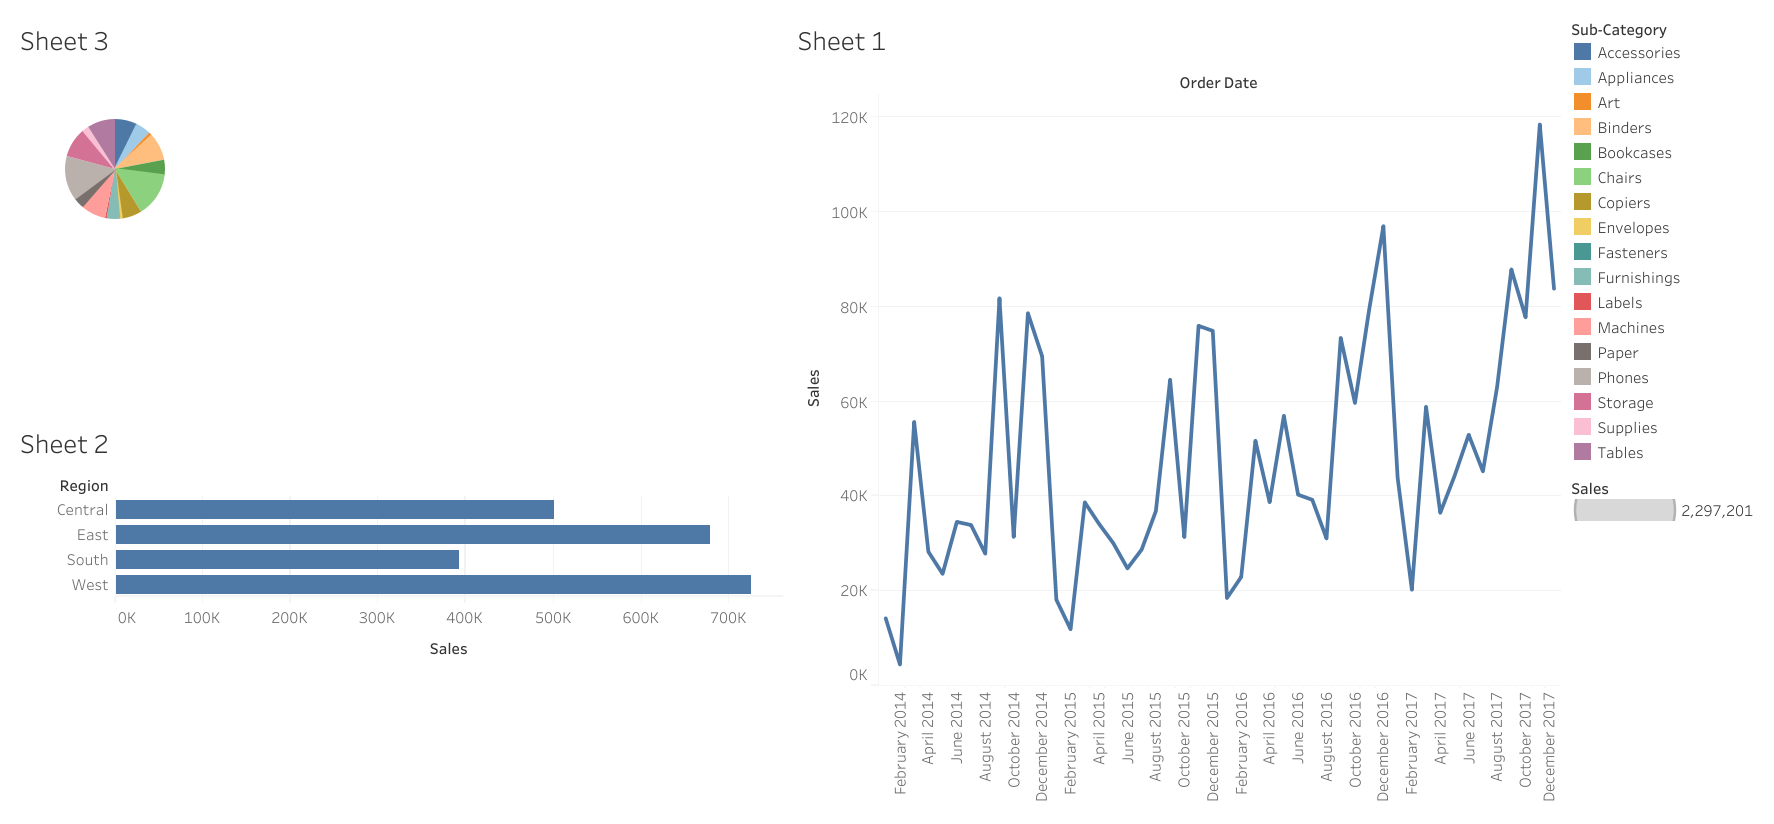 Sheet 3
Sheet 2
Region
Central
East
South
West
0K 100K 200K 300K 400K 500K 600K 700K
Sales
Sheet 1
Order Date
120K
100K
80K
60K
40K
20K
0K
Sales
February 2014
April 2014
June 2014
August 2014
October 2014
December 2014
February 2015
April 2015
June 2015
August 2015
October 2015
December 2015
February 2016
April 2016
June 2016
August 2016
October 2016
December 2016
February 2017
April 2017
June 2017
August 2017
October 2017
December 2017
Sub-Category
Accessories
Appliances
Art
Binders
Bookcases
Chairs
Copiers
Envelopes
Fasteners
Furnishings
Labels
Machines
Paper
Phones
Storage
Supplies
Tables
Sales
2,297,201